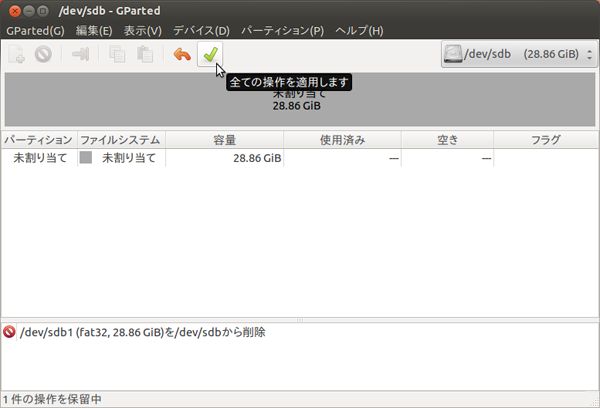 /dev/sdb - GParted
GParted(G) 編集(E) 表示(V) デバイス(D) パーティション(P) ヘルプ(H)
/dev/sdb (28.86 GiB)
全ての操作を適用します
未割り当て
28.86 GiB
パーティション ファイルシステム 容量 使用済み 空き フラグ
未割り当て 未割り当て 28.86 GiB --- ---
/dev/sdb1 (fat32, 28.86 GiB)を/dev/sdbから削除
1 件の操作を保留中